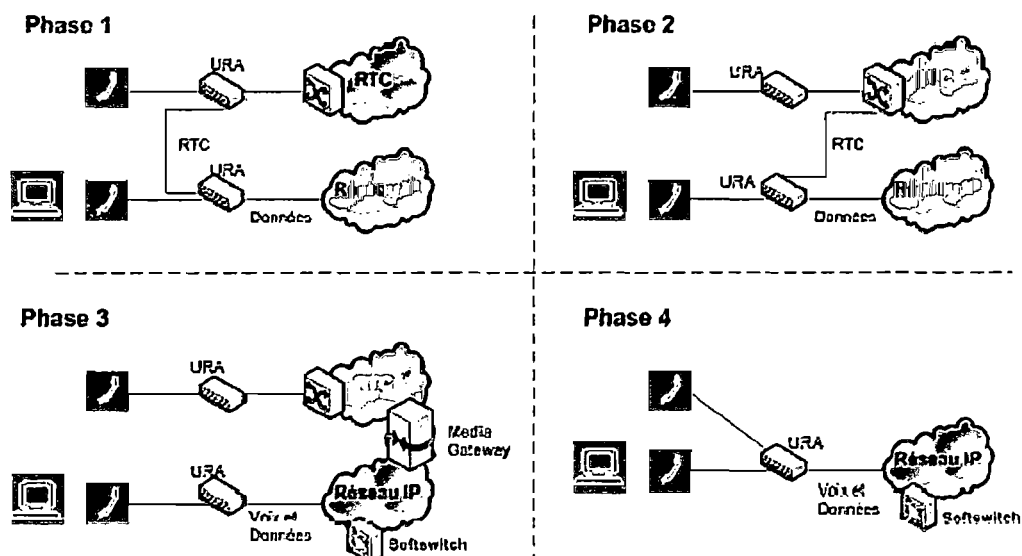 Phase 1
URA
RTC
RTC
URA
Données
Phase 2
URA
RTC
URA
Données
Phase 3
URA
Media
Gateway
URA
Réseau IP
Voix et
Données
Softswitch
Phase 4
URA
Réseau IP
Voix et
Données
Softswitch